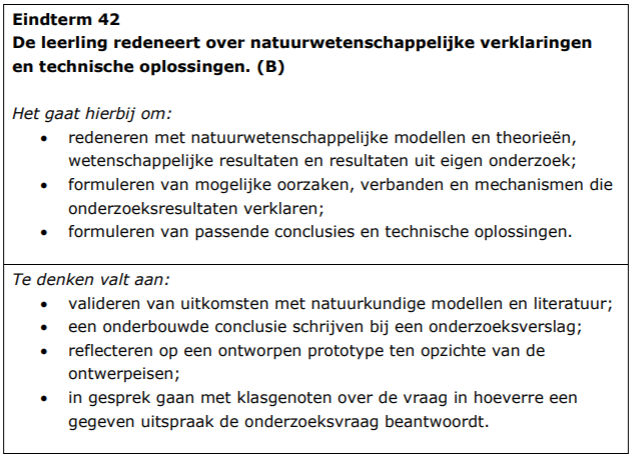 Eindterm 42
De leerling redeneert over natuurwetenschappelijke verklaringen
en technische oplossingen. (B)
Het gaat hierbij om:
• redeneren met natuurwetenschappelijke modellen en theorieën,
wetenschappelijke resultaten en resultaten uit eigen onderzoek;
• formuleren van mogelijke oorzaken, verbanden en mechanismen die
onderzoeksresultaten verklaren;
• formuleren van passende conclusies en technische oplossingen.
Te denken valt aan:
• valideren van uitkomsten met natuurkundige modellen en literatuur;
• een onderbouwde conclusie schrijven bij een onderzoeksverslag;
• reflecteren op een ontworpen prototype ten opzichte van de
ontwerpeisen;
• in gesprek gaan met klasgenoten over de vraag in hoeverre een
gegeven uitspraak de onderzoeksvraag beantwoordt.